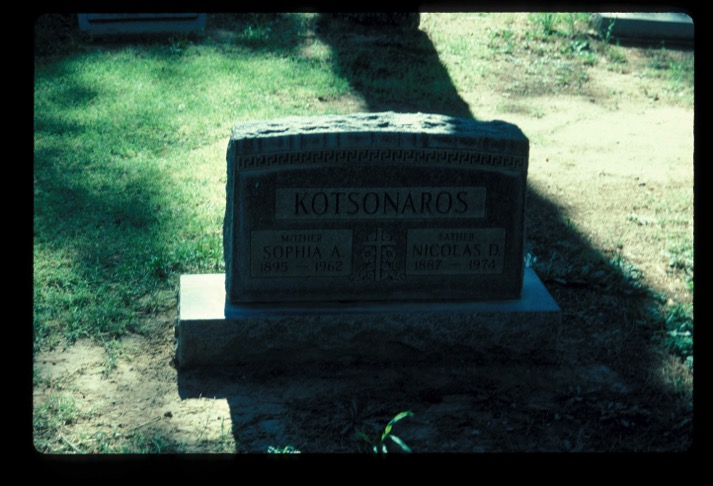 KOTSONAROS
MOTHER
SOPHIA A.
1895 — 1962
FATHER
NICOLAS D.
1887 — 1974